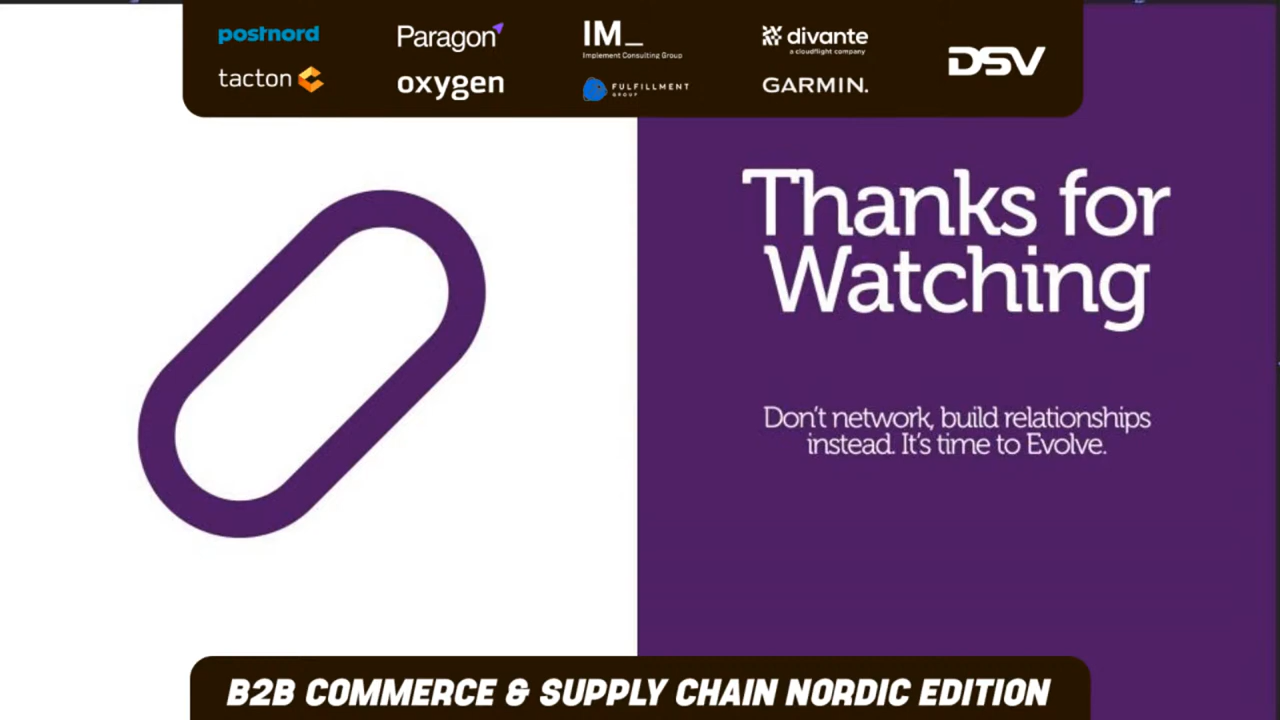 postnord
Paragon
IM_
Implement Consulting Group
divante
a cloudflight company
DSV
tacton
oxygen
FULFILLMENT
GROUP
GARMIN.
Thanks for
Watching
Don't network, build relationships
instead. It's time to Evolve.
B2B COMMERCE & SUPPLY CHAIN NORDIC EDITION